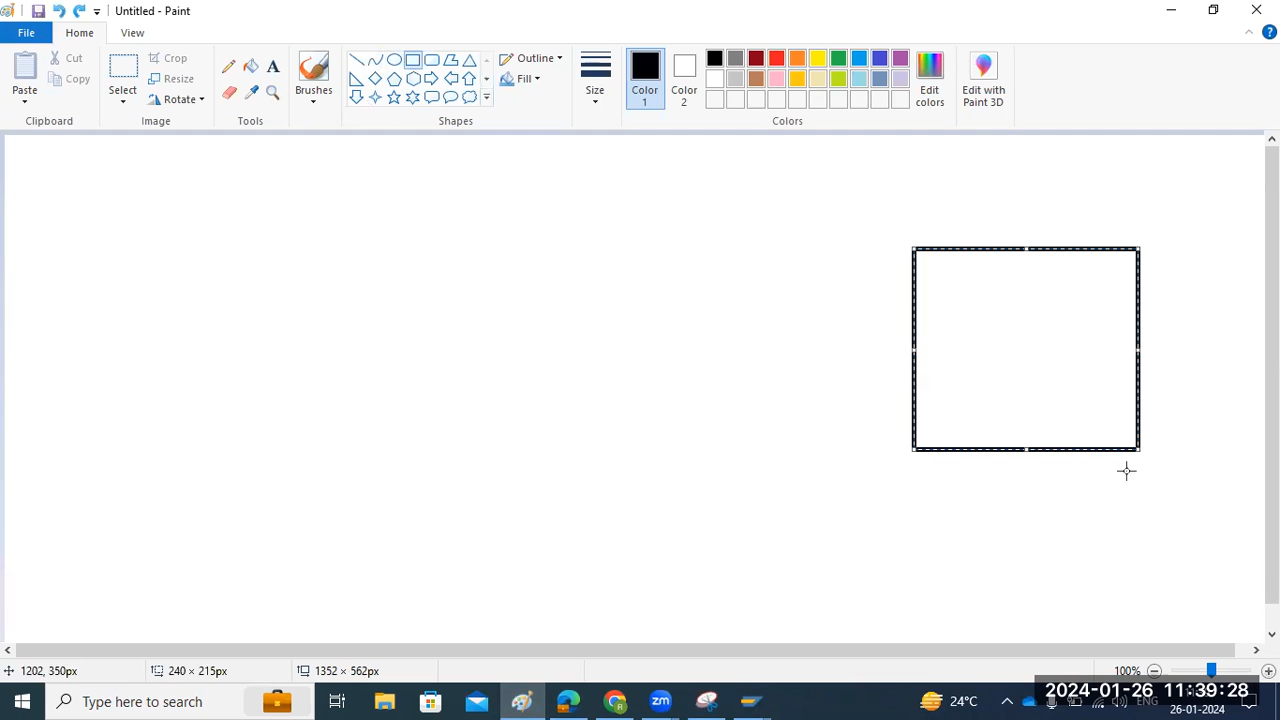 Untitled - Paint
File Home View
Paste Cut Copy Clipboard
Select Crop Resize Rotate Image
Tools
Brushes
Outline Fill Shapes
Size
Color 1 Color 2 Edit colors Colors
Edit with Paint 3D
1202, 350px 240 × 215px 1352 × 562px 100%
Type here to search 24°C ENG 2024-01-26 11:39:28
26-01-2024